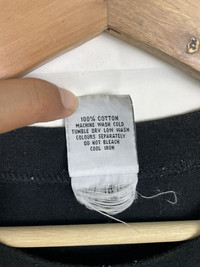 100% COTTON
MACHINE WASH COLD
TUMBLE DRY LOW WASH
COLOURS SEPARATELY
DO NOT BLEACH
COOL IRON